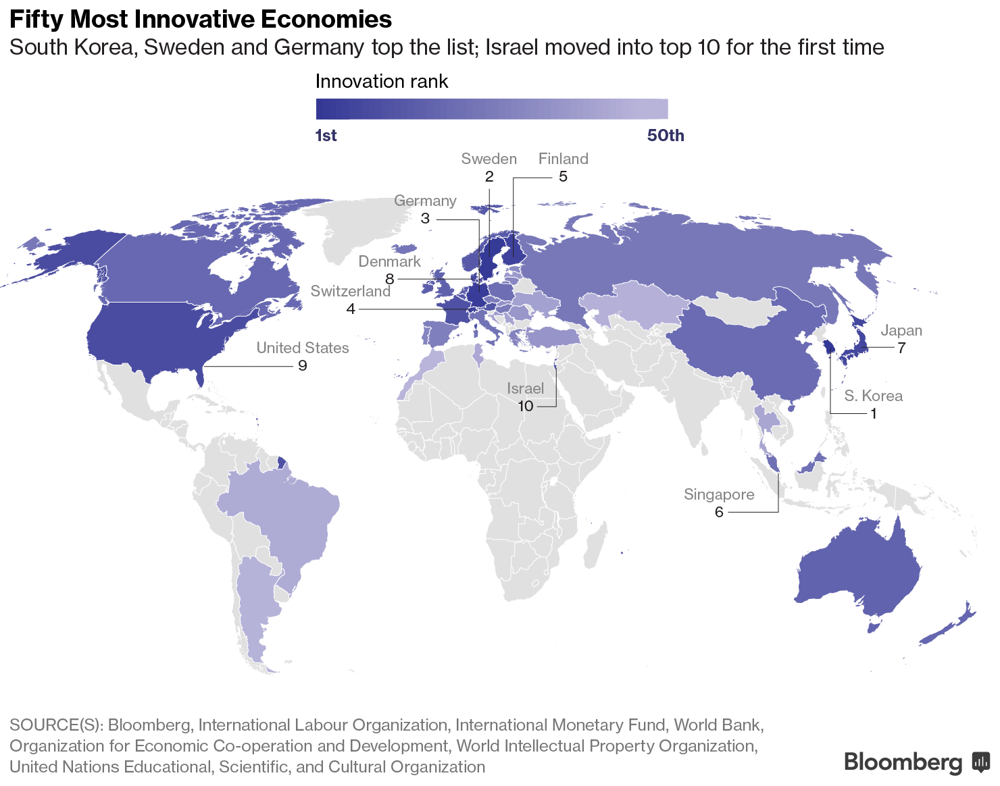 Fifty Most Innovative Economies
South Korea, Sweden and Germany top the list; Israel moved into top 10 for the first time
Innovation rank
1st
50th
Sweden
2
Finland
5
Germany
3
Denmark
8
Switzerland
4
United States
9
Israel
10
Japan
7
S. Korea
1
Singapore
6
SOURCE(S): Bloomberg, International Labour Organization, International Monetary Fund, World Bank,
Organization for Economic Co-operation and Development, World Intellectual Property Organization,
United Nations Educational, Scientific, and Cultural Organization
Bloomberg